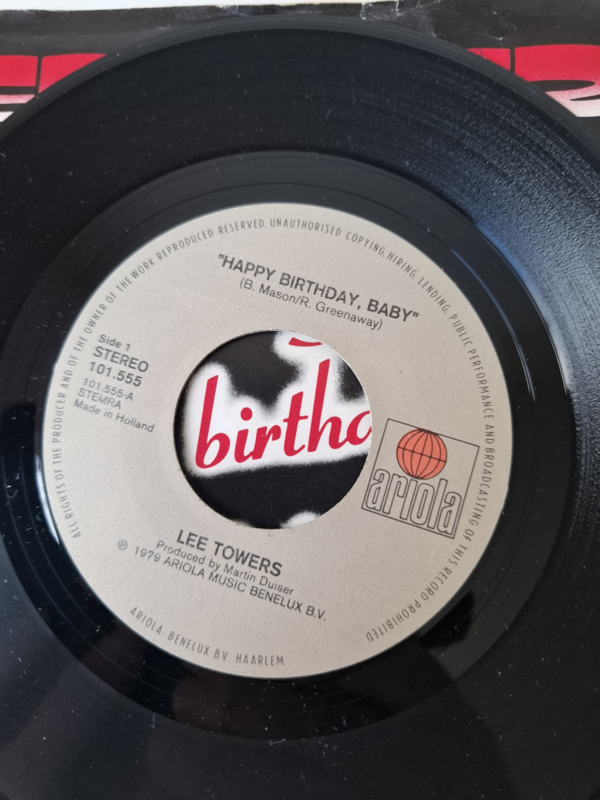 "HAPPY BIRTHDAY, BABY"
(B. Mason/R. Greenaway)
Side 1
STEREO
101.555
101.555-A
STEMRA
Made in Holland
birthd
ariola
LEE TOWERS
Produced by Martin Duiser
℗ 1979 ARIOLA MUSIC BENELUX B.V.
ALL RIGHTS OF THE PRODUCER AND OF THE OWNER OF THE WORK REPRODUCED RESERVED. UNAUTHORISED COPYING, HIRING, LENDING, PUBLIC PERFORMANCE AND BROADCASTING OF THIS RECORD PROHIBITED
ARIOLA. BENELUX B.V. HAARLEM.